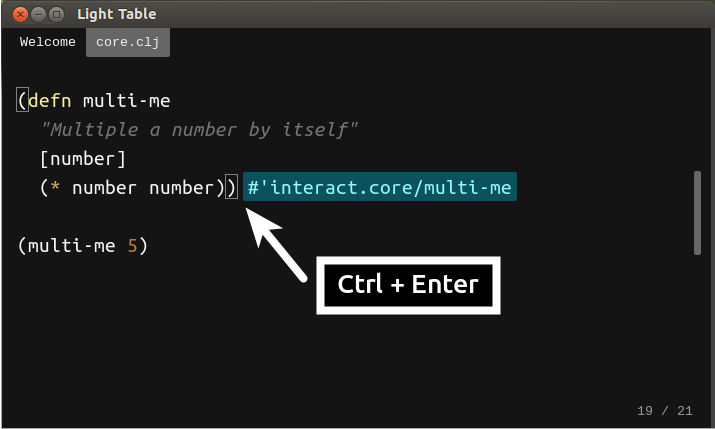 Light Table
Welcome core.clj
(defn multi-me
"Multiple a number by itself"
[number]
(* number number)) #'interact.core/multi-me
(multi-me 5)
Ctrl + Enter
19 / 21